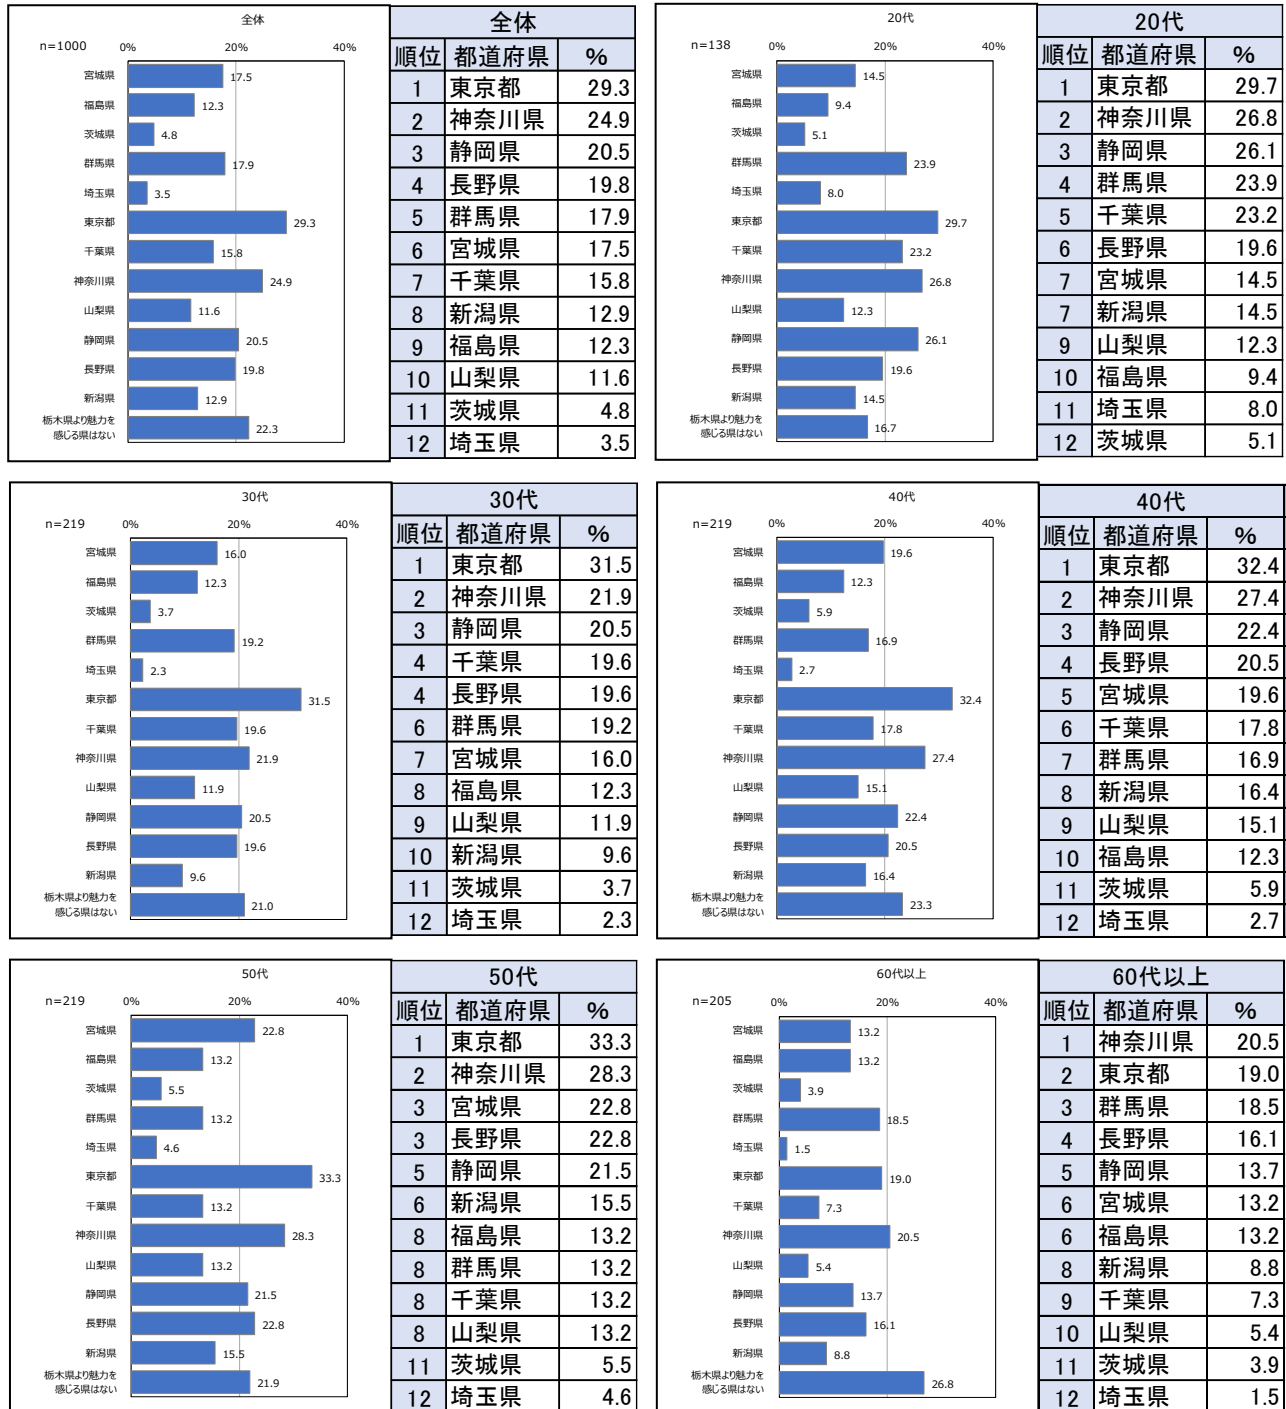 全体
n=1000 0% 20% 40%
宮城県 17.5
福島県 12.3
茨城県 4.8
群馬県 17.9
埼玉県 3.5
東京都 29.3
千葉県 15.8
神奈川県 24.9
山梨県 11.6
静岡県 20.5
長野県 19.8
新潟県 12.9
栃木県より魅力を
感じる県はない 22.3
全体
順位 都道府県 %
1 東京都 29.3
2 神奈川県 24.9
3 静岡県 20.5
4 長野県 19.8
5 群馬県 17.9
6 宮城県 17.5
7 千葉県 15.8
8 新潟県 12.9
9 福島県 12.3
10 山梨県 11.6
11 茨城県 4.8
12 埼玉県 3.5
20代
n=138 0% 20% 40%
宮城県 14.5
福島県 9.4
茨城県 5.1
群馬県 23.9
埼玉県 8.0
東京都 29.7
千葉県 23.2
神奈川県 26.8
山梨県 12.3
静岡県 26.1
長野県 19.6
新潟県 14.5
栃木県より魅力を
感じる県はない 16.7
20代
順位 都道府県 %
1 東京都 29.7
2 神奈川県 26.8
3 静岡県 26.1
4 群馬県 23.9
5 千葉県 23.2
6 長野県 19.6
7 宮城県 14.5
7 新潟県 14.5
9 山梨県 12.3
10 福島県 9.4
11 埼玉県 8.0
12 茨城県 5.1
30代
n=219 0% 20% 40%
宮城県 16.0
福島県 12.3
茨城県 3.7
群馬県 19.2
埼玉県 2.3
東京都 31.5
千葉県 19.6
神奈川県 21.9
山梨県 11.9
静岡県 20.5
長野県 19.6
新潟県 9.6
栃木県より魅力を
感じる県はない 21.0
30代
順位 都道府県 %
1 東京都 31.5
2 神奈川県 21.9
3 静岡県 20.5
4 千葉県 19.6
4 長野県 19.6
6 群馬県 19.2
7 宮城県 16.0
8 福島県 12.3
9 山梨県 11.9
10 新潟県 9.6
11 茨城県 3.7
12 埼玉県 2.3
40代
n=219 0% 20% 40%
宮城県 19.6
福島県 12.3
茨城県 5.9
群馬県 16.9
埼玉県 2.7
東京都 32.4
千葉県 17.8
神奈川県 27.4
山梨県 15.1
静岡県 22.4
長野県 20.5
新潟県 16.4
栃木県より魅力を
感じる県はない 23.3
40代
順位 都道府県 %
1 東京都 32.4
2 神奈川県 27.4
3 静岡県 22.4
4 長野県 20.5
5 宮城県 19.6
6 千葉県 17.8
7 群馬県 16.9
8 新潟県 16.4
9 山梨県 15.1
10 福島県 12.3
11 茨城県 5.9
12 埼玉県 2.7
50代
n=219 0% 20% 40%
宮城県 22.8
福島県 13.2
茨城県 5.5
群馬県 13.2
埼玉県 4.6
東京都 33.3
千葉県 13.2
神奈川県 28.3
山梨県 13.2
静岡県 21.5
長野県 22.8
新潟県 15.5
栃木県より魅力を
感じる県はない 21.9
50代
順位 都道府県 %
1 東京都 33.3
2 神奈川県 28.3
3 宮城県 22.8
3 長野県 22.8
5 静岡県 21.5
6 新潟県 15.5
8 福島県 13.2
8 群馬県 13.2
8 千葉県 13.2
8 山梨県 13.2
11 茨城県 5.5
12 埼玉県 4.6
60代以上
n=205 0% 20% 40%
宮城県 13.2
福島県 13.2
茨城県 3.9
群馬県 18.5
埼玉県 1.5
東京都 19.0
千葉県 7.3
神奈川県 20.5
山梨県 5.4
静岡県 13.7
長野県 16.1
新潟県 8.8
栃木県より魅力を
感じる県はない 26.8
60代以上
順位 都道府県 %
1 神奈川県 20.5
2 東京都 19.0
3 群馬県 18.5
4 長野県 16.1
5 静岡県 13.7
6 宮城県 13.2
6 福島県 13.2
8 新潟県 8.8
9 千葉県 7.3
10 山梨県 5.4
11 茨城県 3.9
12 埼玉県 1.5